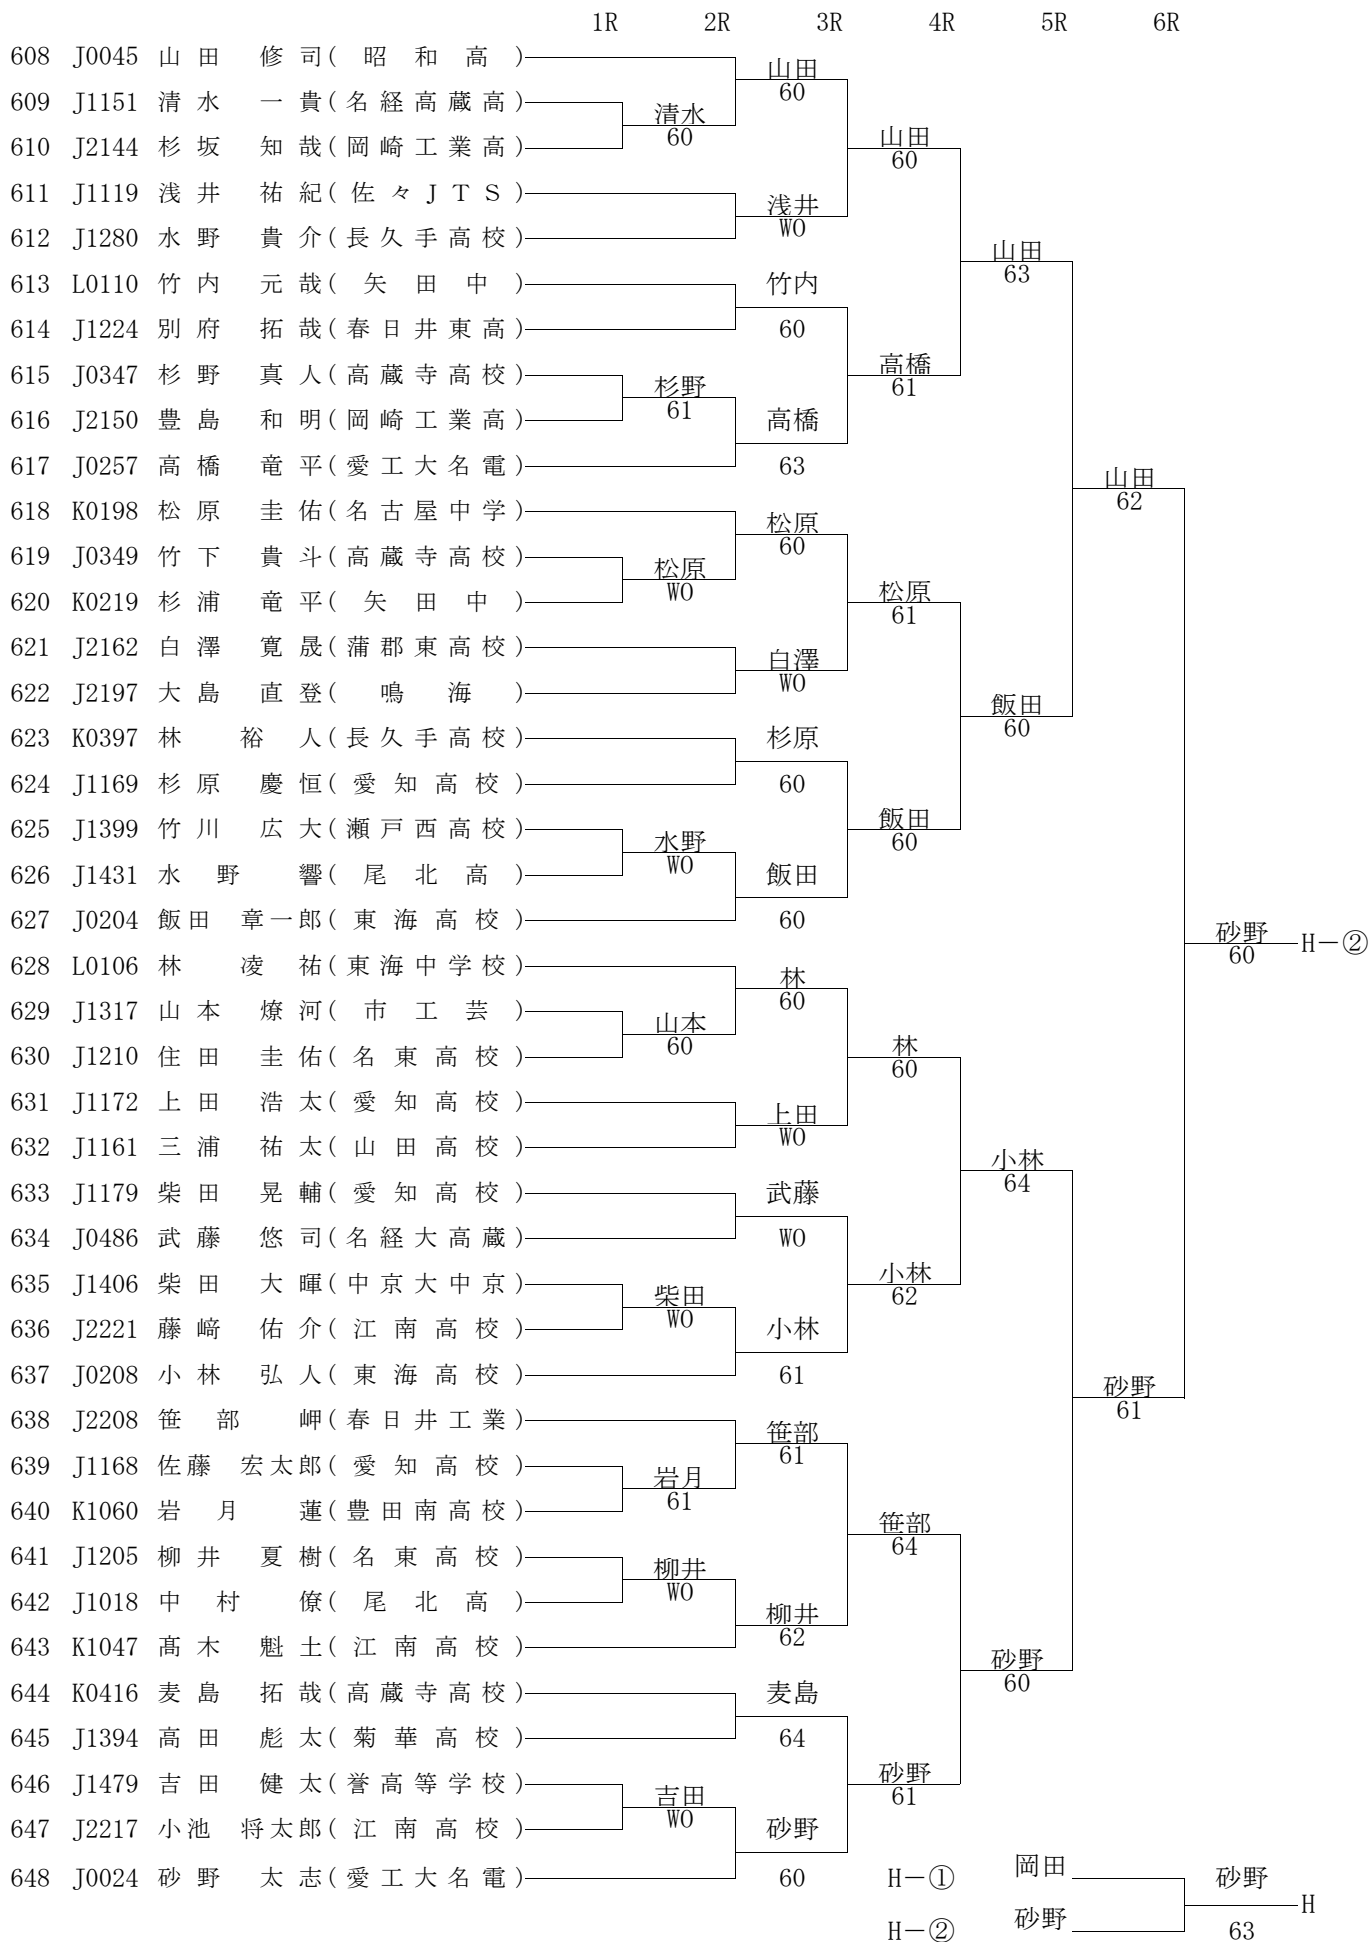 1R 2R 3R 4R 5R 6R
608 J0045 山田 修司(昭和高)
山田
60
609 J1151 清水 一貴(名経高蔵高)
清水
60
610 J2144 杉坂 知哉(岡崎工業高)
山田
60
611 J1119 浅井 祐紀(佐々JTS)
浅井
WO
612 J1280 水野 貴介(長久手高校)
山田
63
613 L0110 竹内 元哉(矢田中)
竹内
60
614 J1224 別府 拓哉(春日井東高)
615 J0347 杉野 真人(高蔵寺高校)
高橋
61
杉野
61
616 J2150 豊島 和明(岡崎工業高)
高橋
63
617 J0257 高橋 竜平(愛工大名電)
山田
62
618 K0198 松原 圭佑(名古屋中学)
松原
60
619 J0349 竹下 貴斗(高蔵寺高校)
松原
WO
620 K0219 杉浦 竜平(矢田中)
松原
61
621 J2162 白澤 寛晟(蒲郡東高校)
白澤
WO
622 J2197 大島 直登(鳴海)
飯田
60
623 K0397 林 裕人(長久手高校)
杉原
60
624 J1169 杉原 慶恒(愛知高校)
625 J1399 竹川 広大(瀬戸西高校)
飯田
60
水野
WO
626 J1431 水野 響(尾北高)
飯田
60
627 J0204 飯田 章一郎(東海高校)
砂野
60
H－②
628 L0106 林 凌祐(東海中学校)
林
60
629 J1317 山本 燎河(市工芸)
山本
60
630 J1210 住田 圭佑(名東高校)
林
60
631 J1172 上田 浩太(愛知高校)
上田
WO
632 J1161 三浦 祐太(山田高校)
小林
64
633 J1179 柴田 晃輔(愛知高校)
武藤
WO
634 J0486 武藤 悠司(名経大高蔵)
635 J1406 柴田 大暉(中京大中京)
小林
62
柴田
WO
636 J2221 藤﨑 佑介(江南高校)
小林
61
637 J0208 小林 弘人(東海高校)
砂野
61
638 J2208 笹部 岬(春日井工業)
笹部
61
639 J1168 佐藤 宏太郎(愛知高校)
岩月
61
640 K1060 岩月 蓮(豊田南高校)
笹部
64
641 J1205 柳井 夏樹(名東高校)
柳井
WO
642 J1018 中村 僚(尾北高)
柳井
62
643 K1047 髙木 魁土(江南高校)
砂野
60
644 K0416 麦島 拓哉(高蔵寺高校)
麦島
64
645 J1394 高田 彪太(菊華高校)
646 J1479 吉田 健太(誉高等学校)
砂野
61
吉田
WO
647 J2217 小池 将太郎(江南高校)
砂野
60
648 J0024 砂野 太志(愛工大名電)
H－① 岡田
砂野
63
H
H－② 砂野